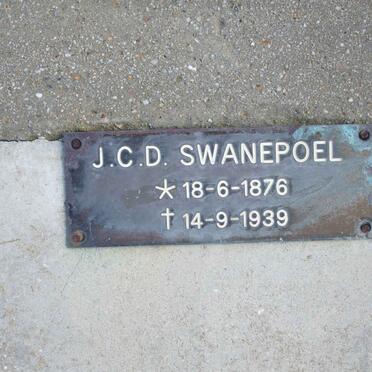 J.C.D. SWANEPOEL
* 18-6-1876
† 14-9-1939